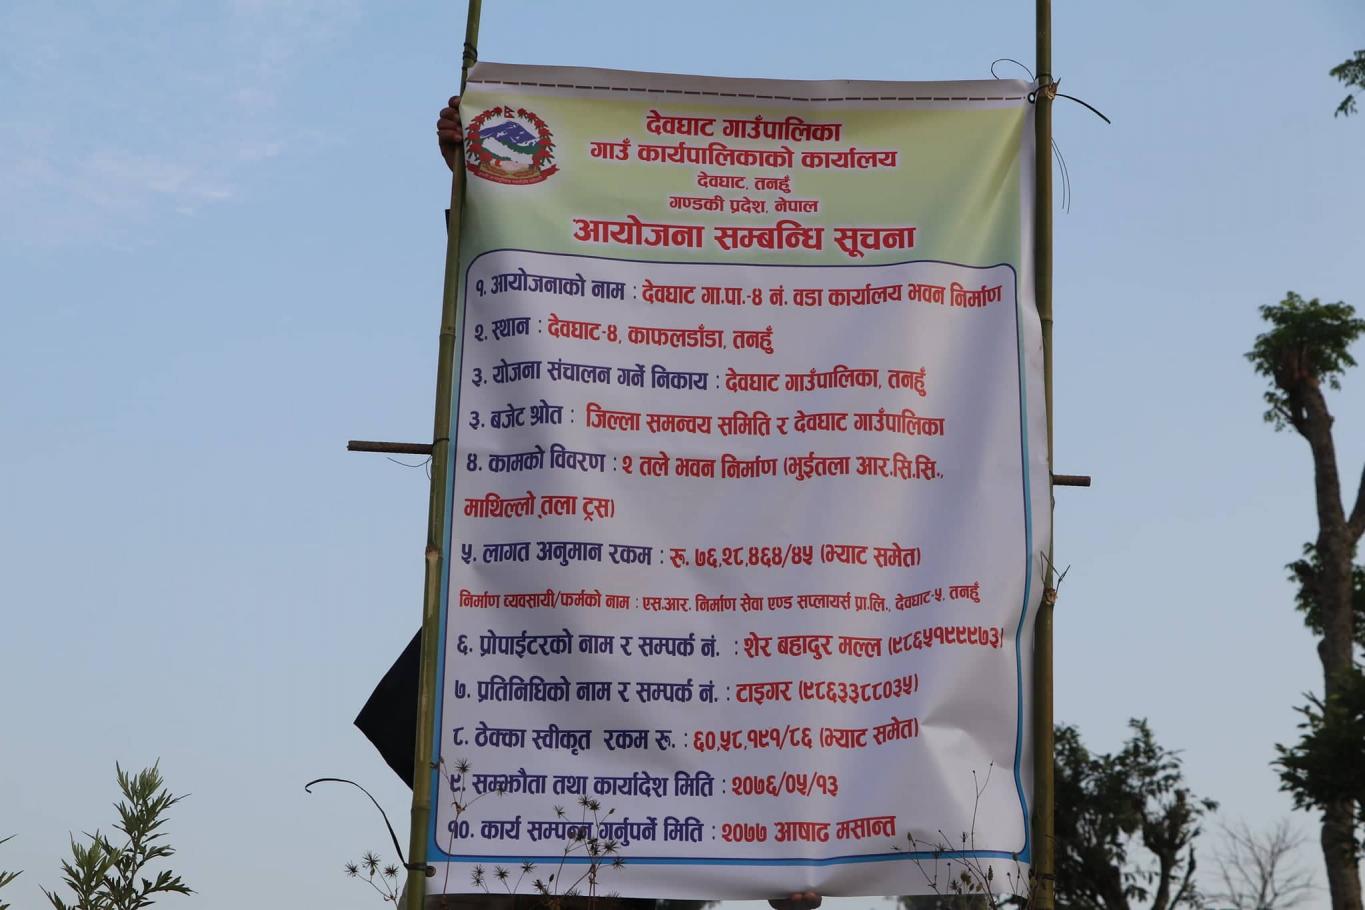 देवघाट गाउँपालिका
गाउँ कार्यपालिकाको कार्यालय
देवघाट, तनहुँ
गण्डकी प्रदेश, नेपाल
आयोजना सम्बन्धि सूचना
१. आयोजनाको नाम : देवघाट गा.पा.-४ नं. वडा कार्यालय भवन निर्माण
२. स्थान : देवघाट-४, काफलडाँडा, तनहुँ
३. योजना संचालन गर्ने निकाय : देवघाट गाउँपालिका, तनहुँ
३. बजेट श्रोत : जिल्ला समन्वय समिति र देवघाट गाउँपालिका
४. कामको विवरण : २ तले भवन निर्माण (भुईतला आर.सि.सि.,
माथिल्लो तला ट्रस)
५. लागत अनुमान रकम : रू. ७६,२८,४६४/४५ (भ्याट समेत)
निर्माण व्यवसायी/फर्मको नाम : एस.आर. निर्माण सेवा एण्ड सप्लायर्स प्रा.लि., देवघाट-५, तनहुँ
६. प्रोपाईटरको नाम र सम्पर्क नं. : शेर बहादुर मल्ल (९८६५१९९९७३)
७. प्रतिनिधिको नाम र सम्पर्क नं. : टाइगर (९८६३३८८०३५)
८. ठेक्का स्वीकृत रकम रू. : ६०,५८,१९१/८६ (भ्याट समेत)
९. सम्झौता तथा कार्यादेश मिति : २०७६/०५/१३
१०. कार्य सम्पन्न गर्नुपर्ने मिति : २०७७ आषाढ मसान्त